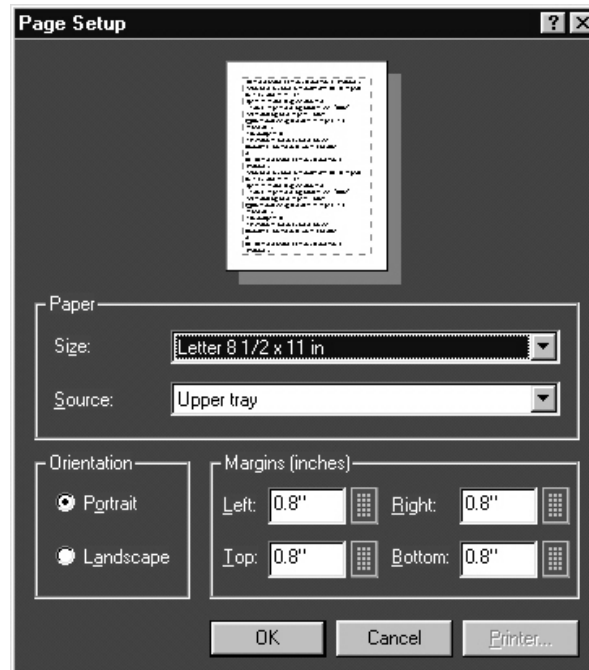 Page Setup
Paper
Size: Letter 8 1/2 x 11 in
Source: Upper tray
Orientation
Portrait
Landscape
Margins (inches)
Left: 0.8" Right: 0.8"
Top: 0.8" Bottom: 0.8"
OK Cancel Printer...